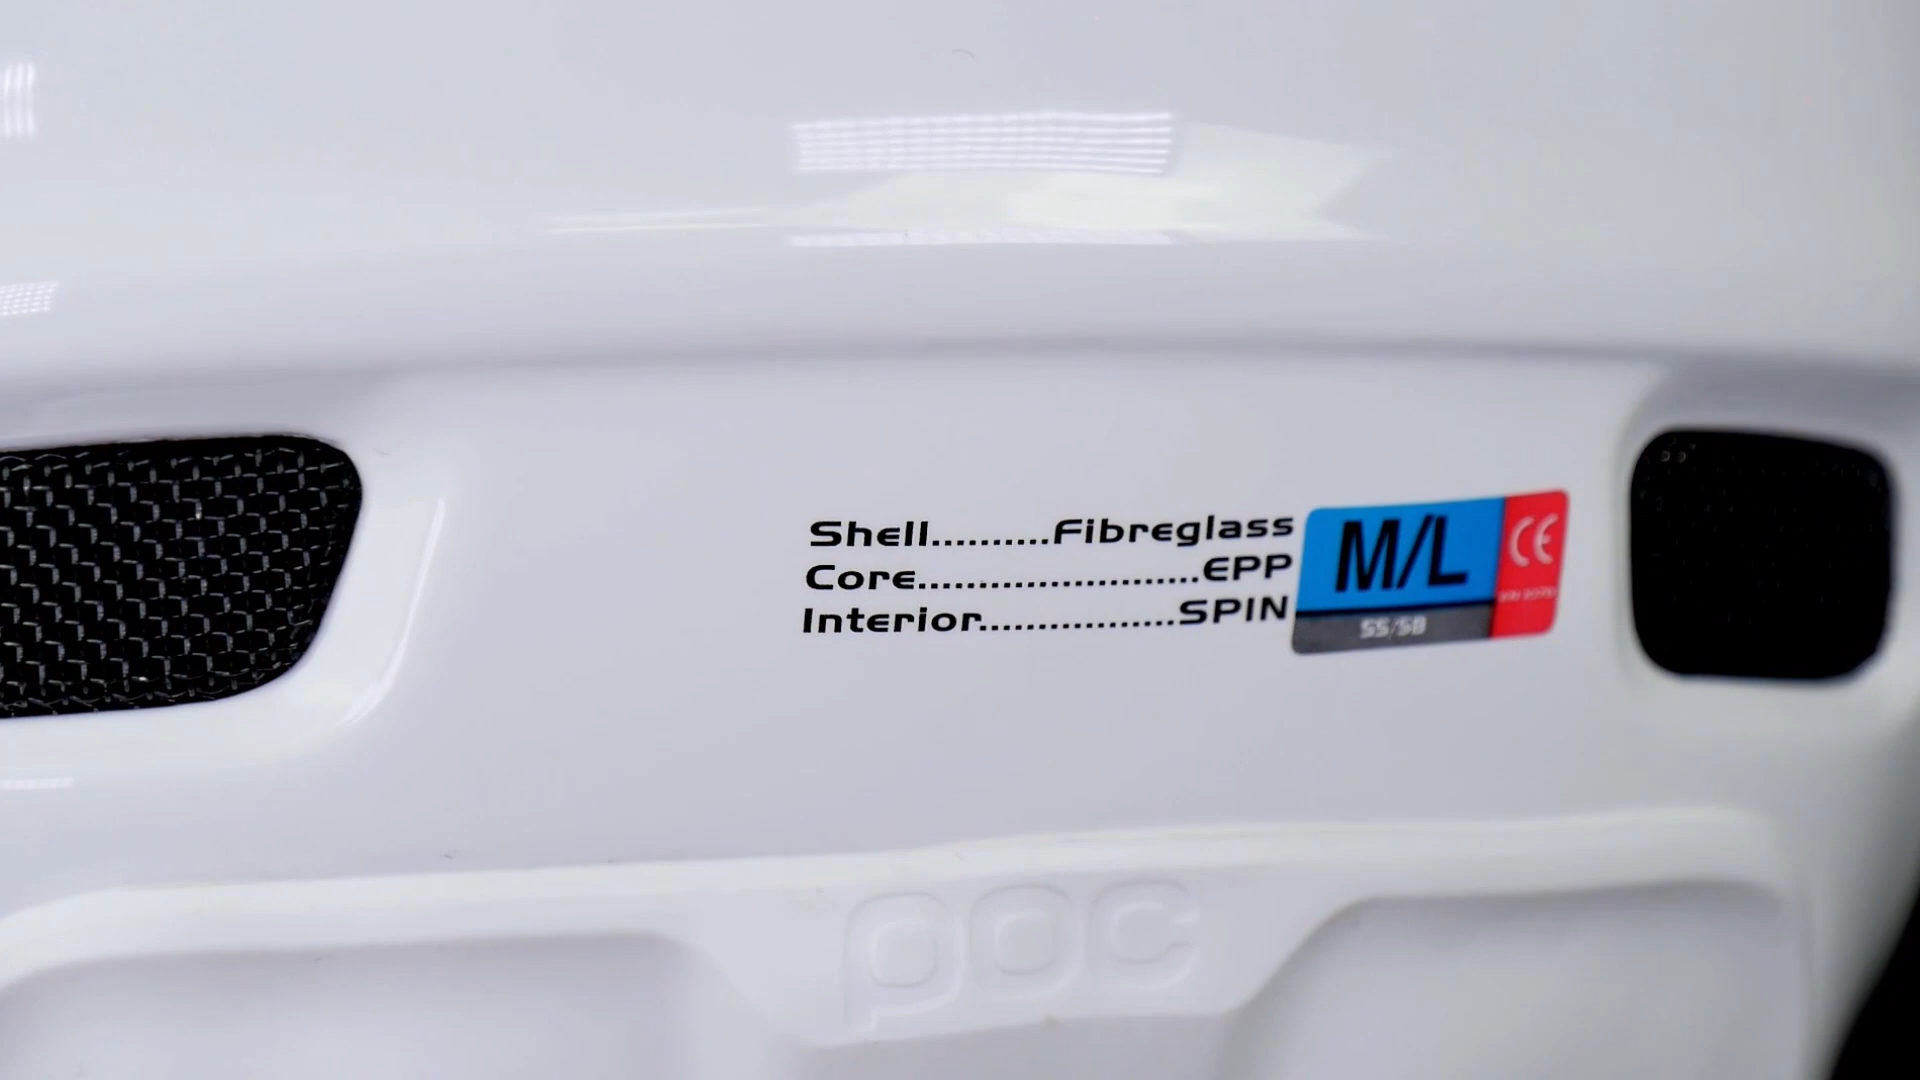 Shell..........Fibreglass
Core........................EPP
Interior.................SPIN
M/L
CE
55/58
poc